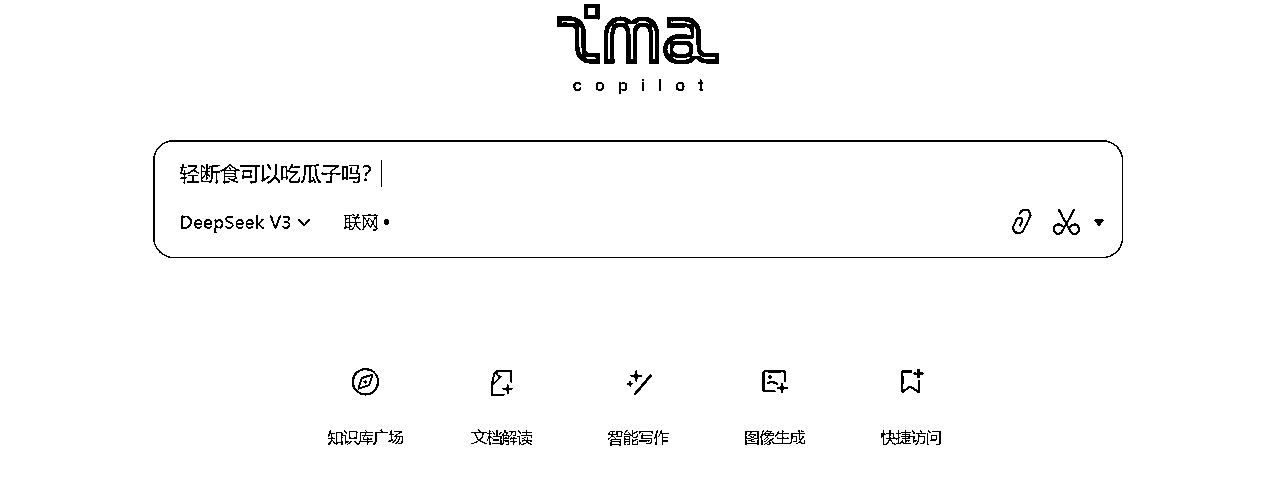 ima
copilot
轻断食可以吃瓜子吗？
DeepSeek V3 联网
知识库广场 文档解读 智能写作 图像生成 快捷访问